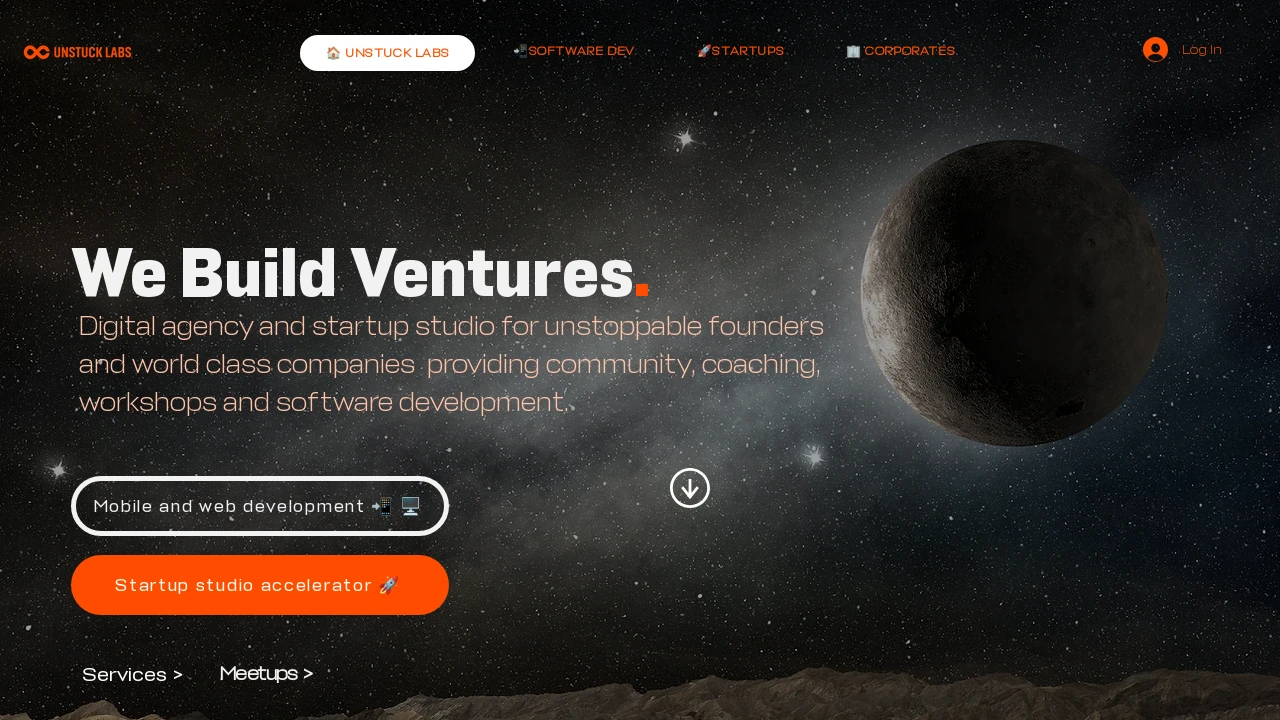 UNSTUCK LABS
🏠 UNSTUCK LABS
📲SOFTWARE DEV
🚀STARTUPS
🏢 CORPORATES
Log In
We Build Ventures.
Digital agency and startup studio for unstoppable founders
and world class companies providing community, coaching,
workshops and software development.
Mobile and web development 📲 🖥️
Startup studio accelerator 🚀
Services >
Meetups >